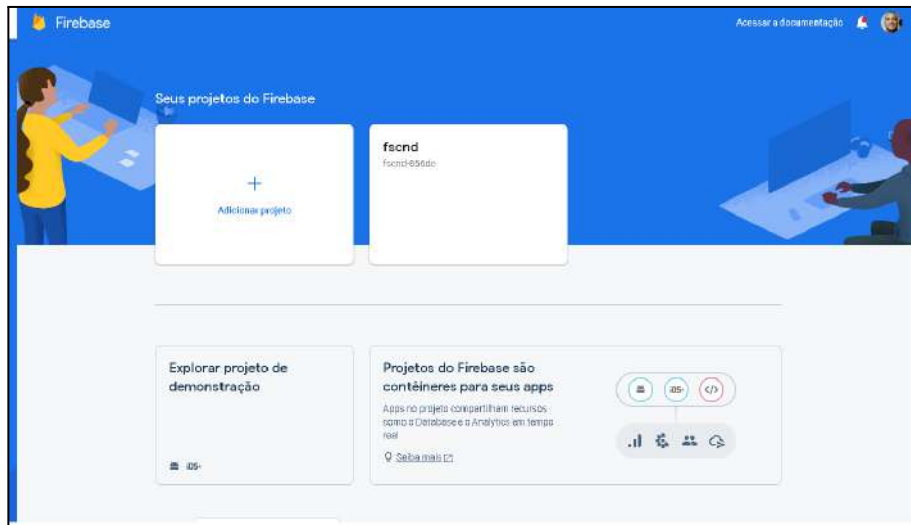 Firebase
Acessar a documentação
Seus projetos do Firebase
Adicionar projeto
fscnd
Explorar projeto de
demonstração
iOS+
Projetos do Firebase são
contêineres para seus apps
Apps no projeto compartilham recursos
como o Database e o Analytics em tempo
real
Saiba mais
iOS+